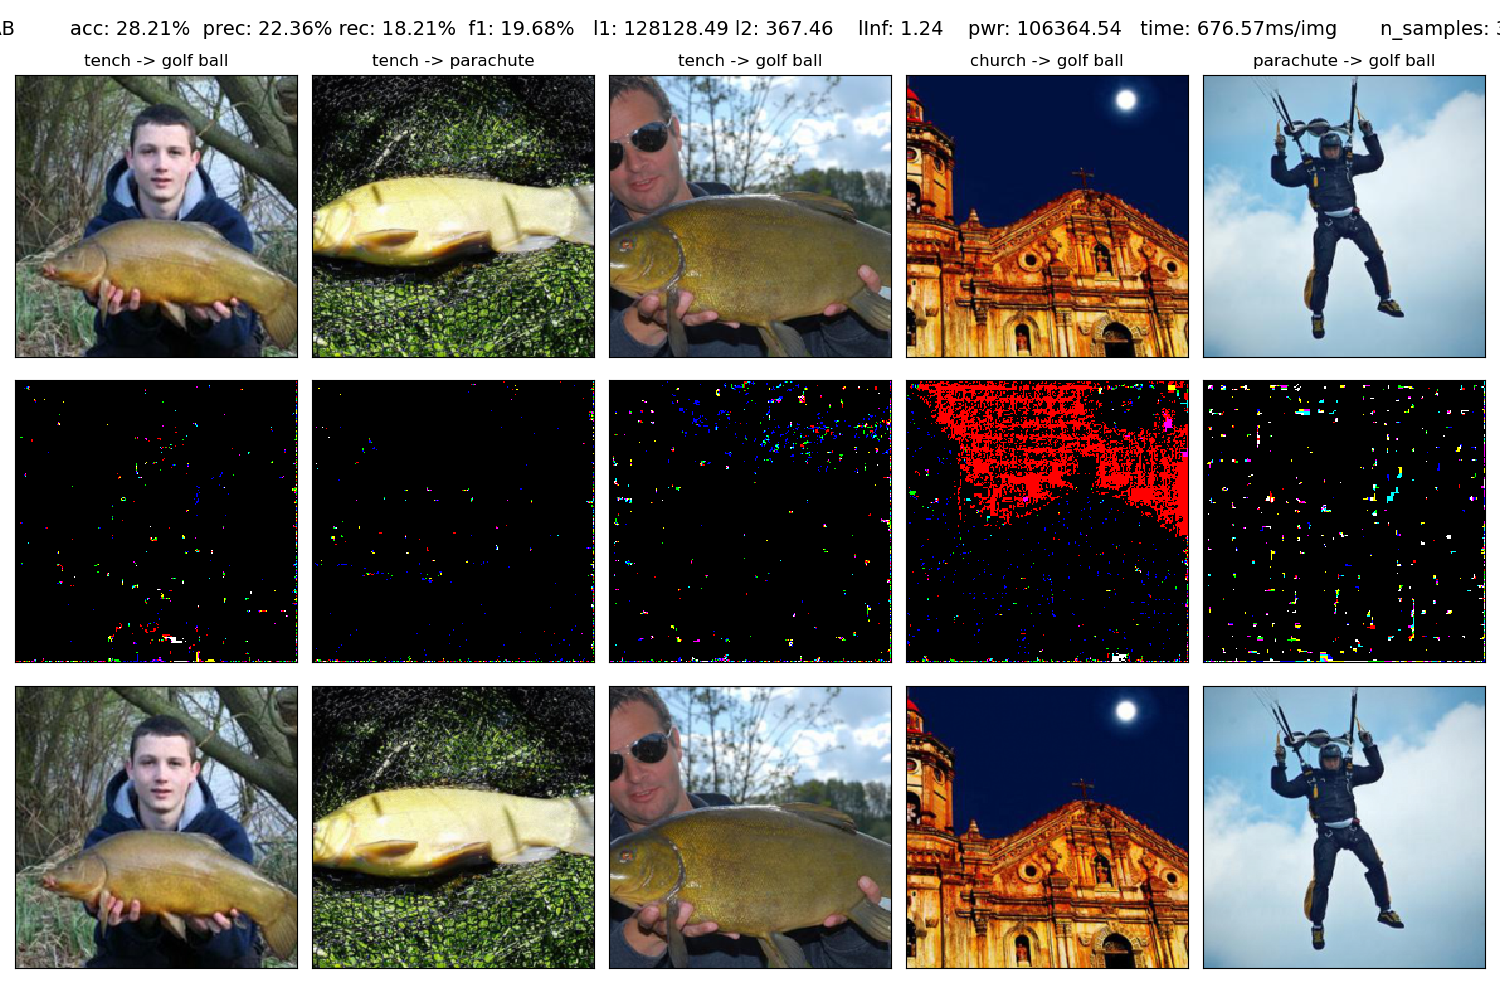 acc: 28.21% prec: 22.36% rec: 18.21% f1: 19.68% l1: 128128.49 l2: 367.46 lInf: 1.24 pwr: 106364.54 time: 676.57ms/img n_samples:
tench -> golf ball tench -> parachute tench -> golf ball church -> golf ball parachute -> golf ball